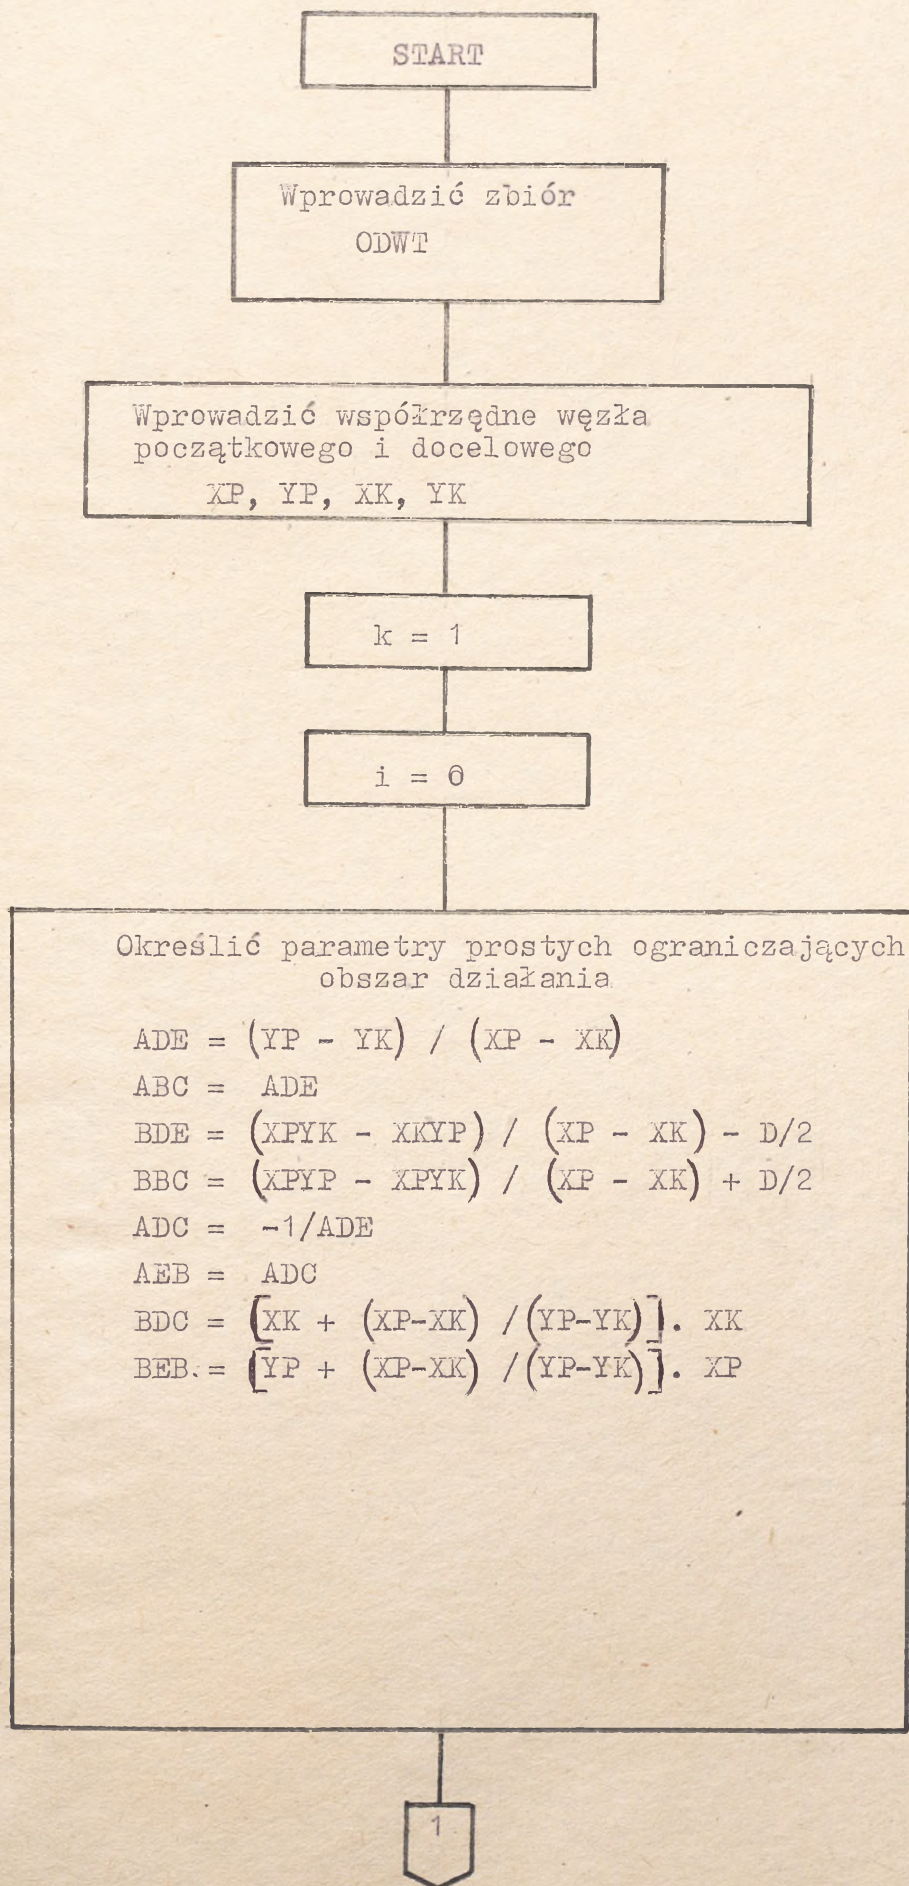 START
Wprowadzić zbiór
ODWT
Wprowadzić współrzędne węzła
początkowego i docelowego
XP, YP, XK, YK
k = 1
i = 0
Określić parametry prostych ograniczających
obszar działania
ADE = (YP - YK) / (XP - XK)
ABC = ADE
BDE = (XPYK - XKYP) / (XP - XK) - D/2
BBC = (XPYP - XPYK) / (XP - XK) + D/2
ADC = -1/ADE
AEB = ADC
BDC = [XK + (XP-XK) /(YP-YK)]. XK
BEB = [YP + (XP-XK) /(YP-YK)]. XP
1